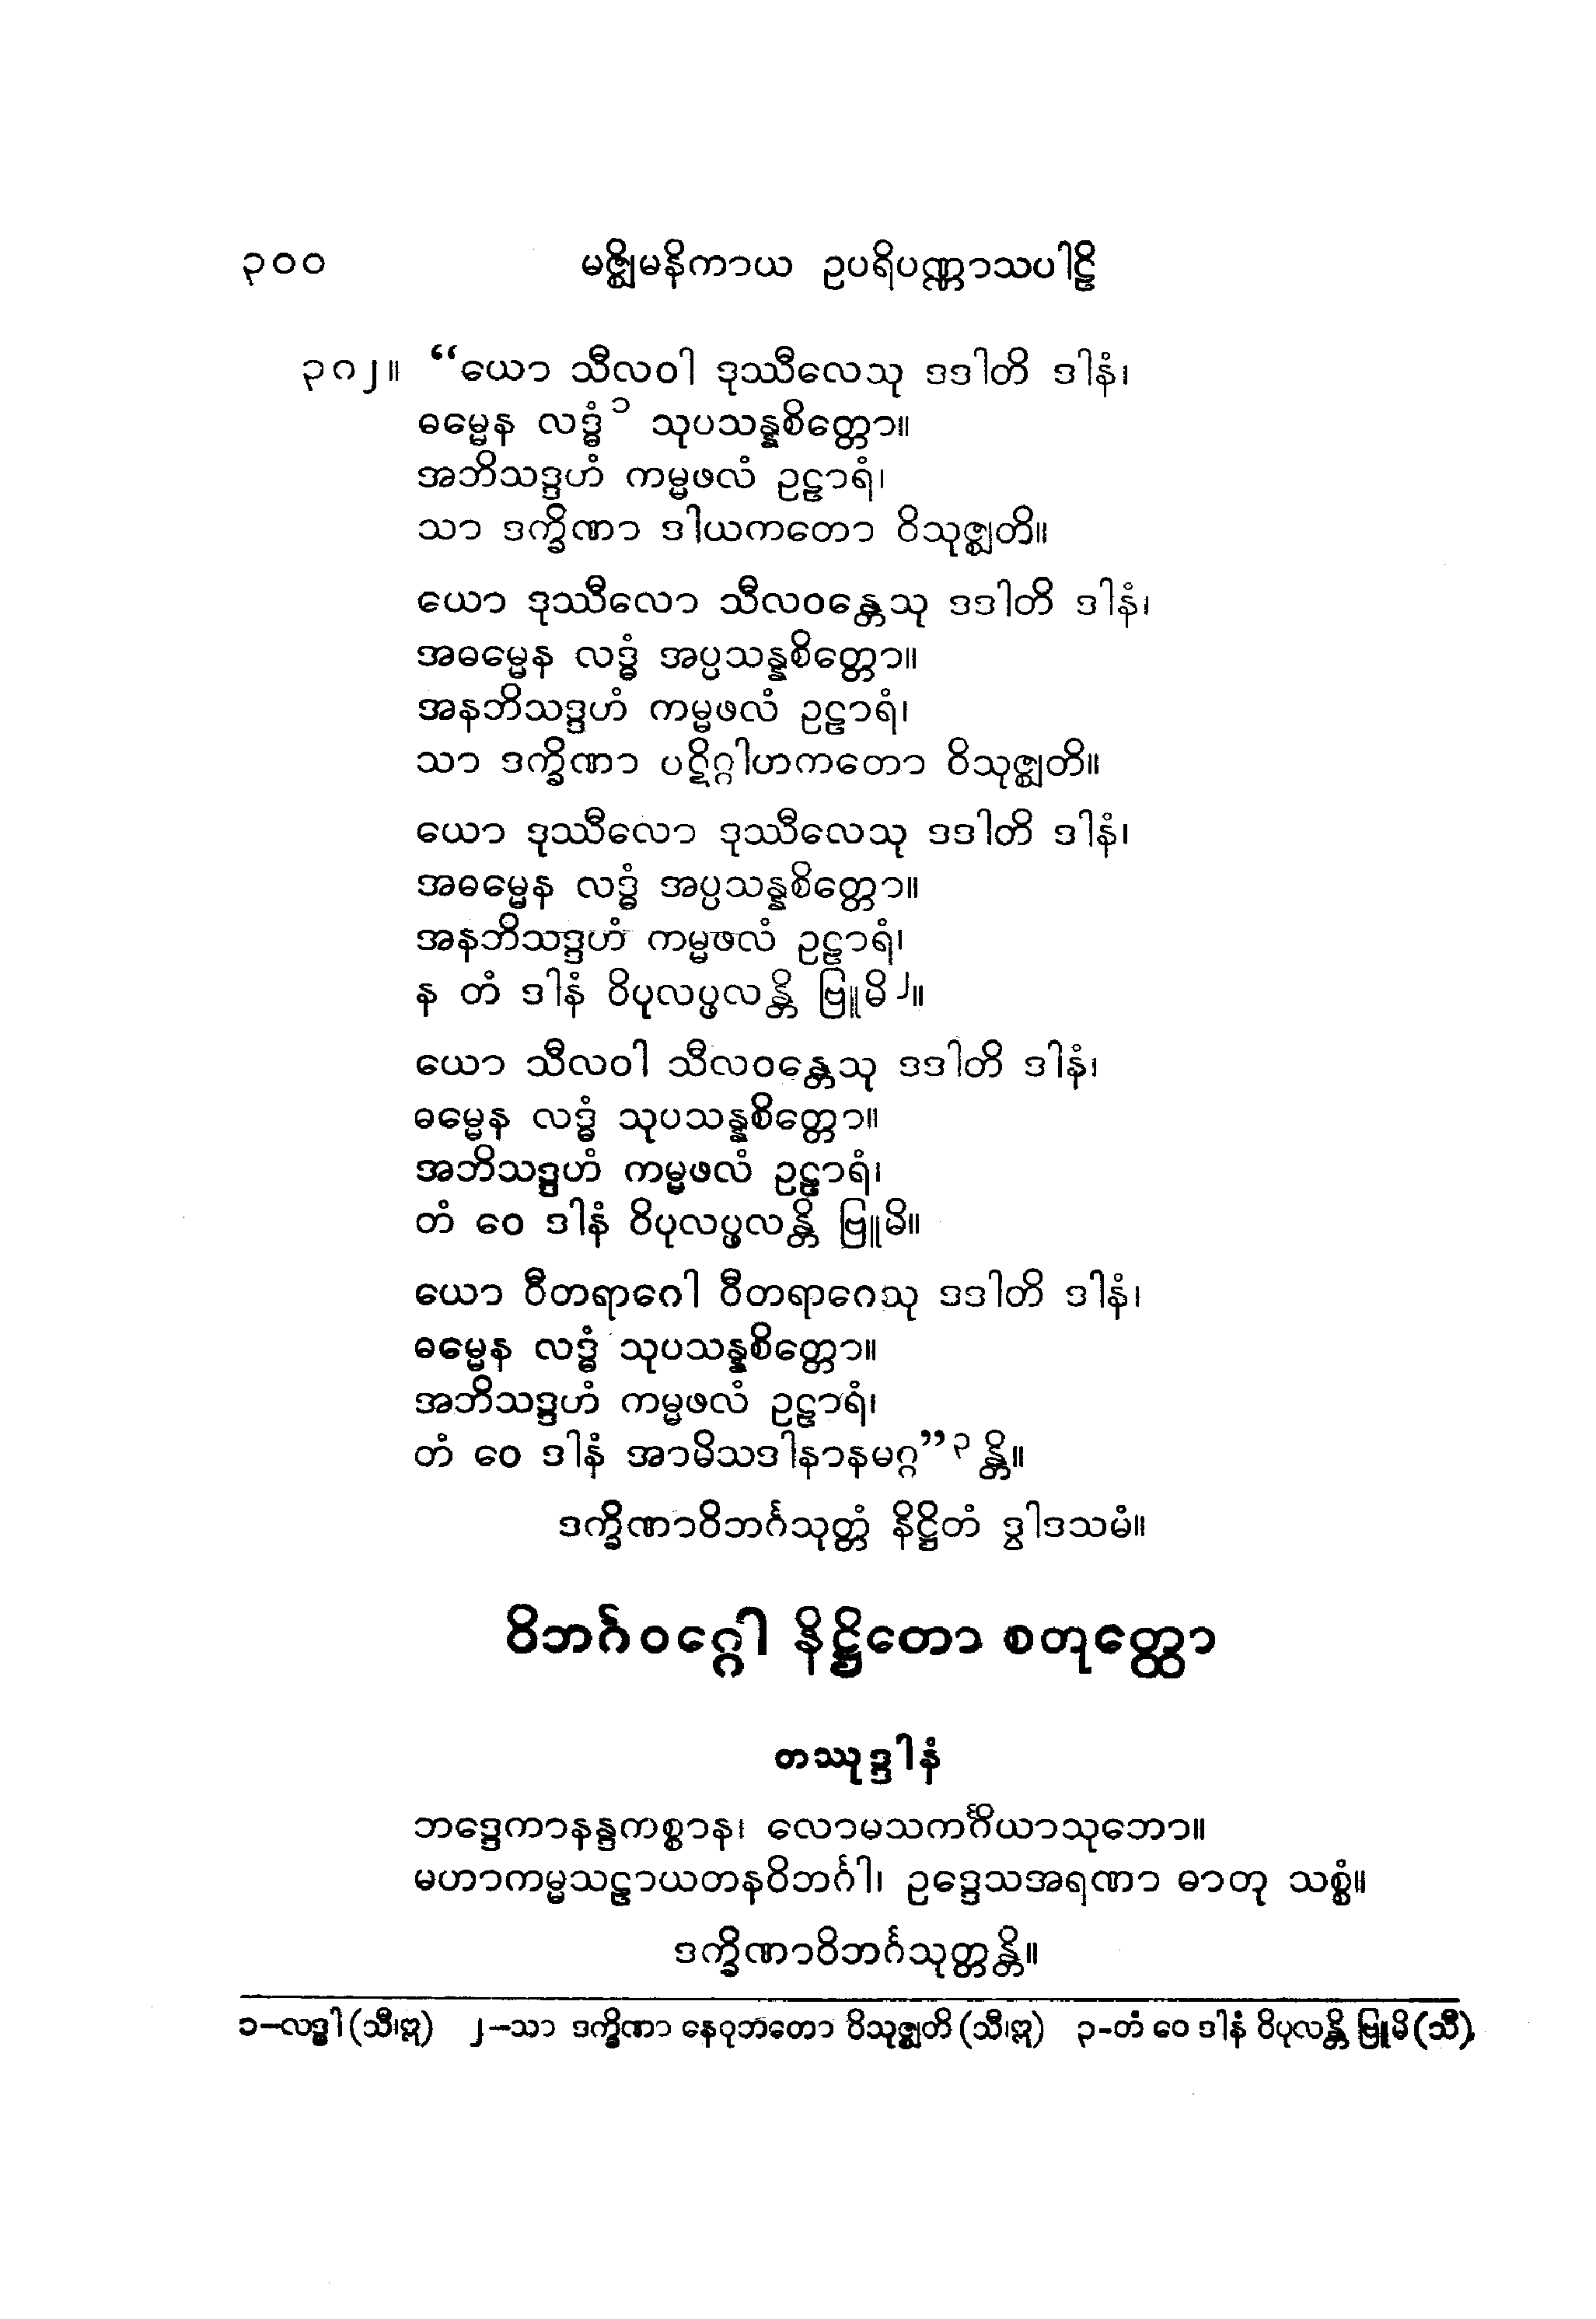 ၃၀၀ မဇ္ဈိမနိကာယ ဥပရိပဏ္ဏာသပါဠိ
၃၈၂။ “ယော သီလဝါ ဒုဿီလေသု ဒဒါတိ ဒါနံ၊
ဓမ္မေန လဒ္ဓံ ၁ သုပသန္နစိတ္တော။
အဘိသဒ္ဒဟံ ကမ္မဖလံ ဥဠာရံ၊
သာ ဒက္ခိဏာ ဒါယကတော ဝိသုဇ္ဈတိ။
ယော ဒုဿီလော သီလဝန္တေသု ဒဒါတိ ဒါနံ၊
အဓမ္မေန လဒ္ဓံ အပ္ပသန္နစိတ္တော။
အနဘိသဒ္ဒဟံ ကမ္မဖလံ ဥဠာရံ၊
သာ ဒက္ခိဏာ ပဋိဂ္ဂါဟကတော ဝိသုဇ္ဈတိ။
ယော ဒုဿီလော ဒုဿီလေသု ဒဒါတိ ဒါနံ၊
အဓမ္မေန လဒ္ဓံ အပ္ပသန္နစိတ္တော။
အနဘိသဒ္ဒဟံ ကမ္မဖလံ ဥဠာရံ၊
န တံ ဒါနံ ဝိပုလပ္ဖလန္တိ ဗြူမိ ၂။
ယော သီလဝါ သီလဝန္တေသု ဒဒါတိ ဒါနံ၊
ဓမ္မေန လဒ္ဓံ သုပသန္နစိတ္တော။
အဘိသဒ္ဒဟံ ကမ္မဖလံ ဥဠာရံ၊
တံ ဝေ ဒါနံ ဝိပုလပ္ဖလန္တိ ဗြူမိ။
ယော ဝီတရာဂေါ ဝီတရာဂေသု ဒဒါတိ ဒါနံ၊
ဓမ္မေန လဒ္ဓံ သုပသန္နစိတ္တော။
အဘိသဒ္ဒဟံ ကမ္မဖလံ ဥဠာရံ၊
တံ ဝေ ဒါနံ အာမိသဒါနာနမဂ္ဂ” ၃ န္တိ။
ဒက္ခိဏာဝိဘင်္ဂသုတ္တံ နိဋ္ဌိတံ ဒွါဒသမံ။
ဝိဘင်္ဂဝဂ္ဂေါ နိဋ္ဌိတော စတုတ္ထော
တဿုဒ္ဒါနံ
ဘဒ္ဒေကာနန္ဒကစ္စာန၊ လောမသကင်္ဂိယာသုဘော။
မဟာကမ္မသဠာယတနဝိဘင်္ဂါ၊ ဥဒ္ဒေသအရဏာ ဓာတု သစ္စံ။
ဒက္ခိဏာဝိဘင်္ဂသုတ္တန္တိ။
၁-လဒ္ဓါ (သီ၊ဣ) ၂-သာ ဒက္ခိဏာ နေဝုဘတော ဝိသုဇ္ဈတိ (သီ၊ဣ) ၃-တံ ဝေ ဒါနံ ဝိပုလန္တိ ဗြူမိ (သီ)